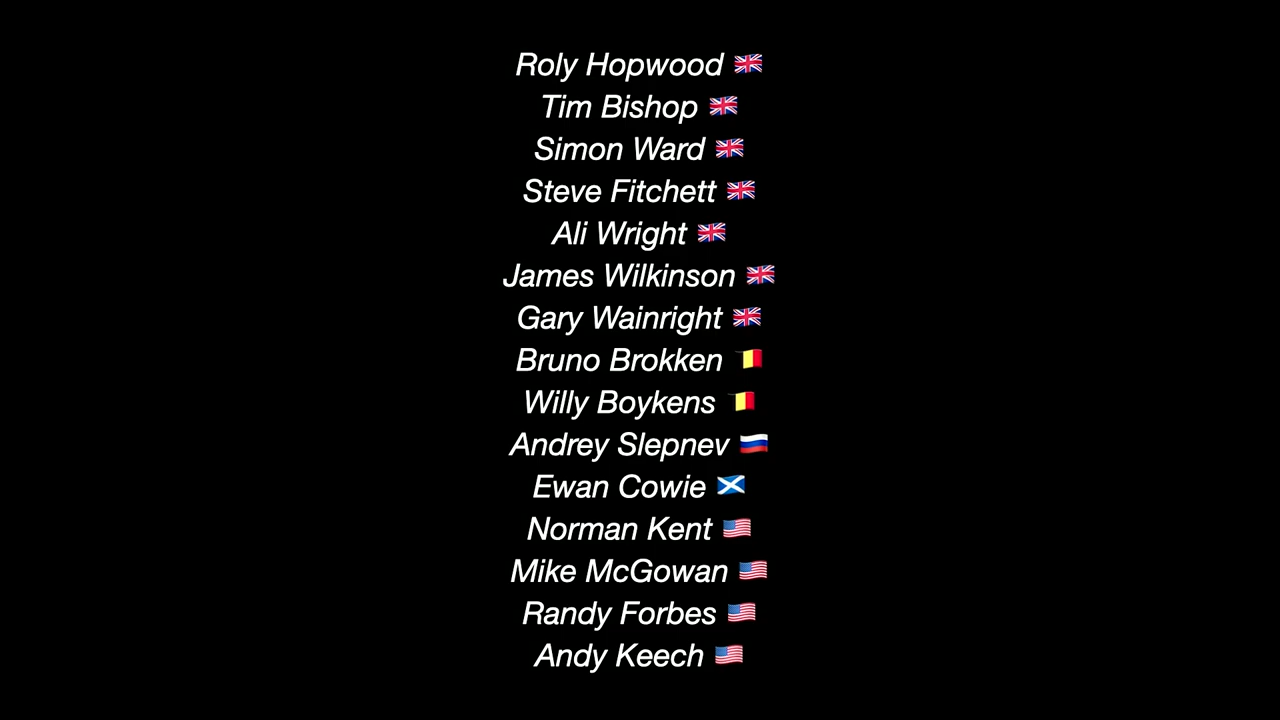 Roly Hopwood 🇬🇧
Tim Bishop 🇬🇧
Simon Ward 🇬🇧
Steve Fitchett 🇬🇧
Ali Wright 🇬🇧
James Wilkinson 🇬🇧
Gary Wainright 🇬🇧
Bruno Brokken 🇧🇪
Willy Boykens 🇧🇪
Andrey Slepnev 🇷🇺
Ewan Cowie 🏴󠁧󠁢󠁳󠁣󠁴󠁿
Norman Kent 🇺🇸
Mike McGowan 🇺🇸
Randy Forbes 🇺🇸
Andy Keech 🇺🇸